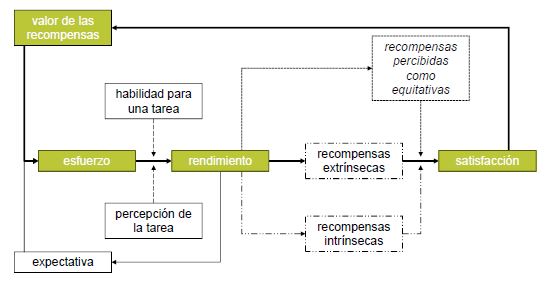 valor de las
recompensas
recompensas
percibidas
como
equitativas
habilidad para
una tarea
esfuerzo
rendimiento
recompensas
extrínsecas
satisfacción
percepción de
la tarea
recompensas
intrínsecas
expectativa